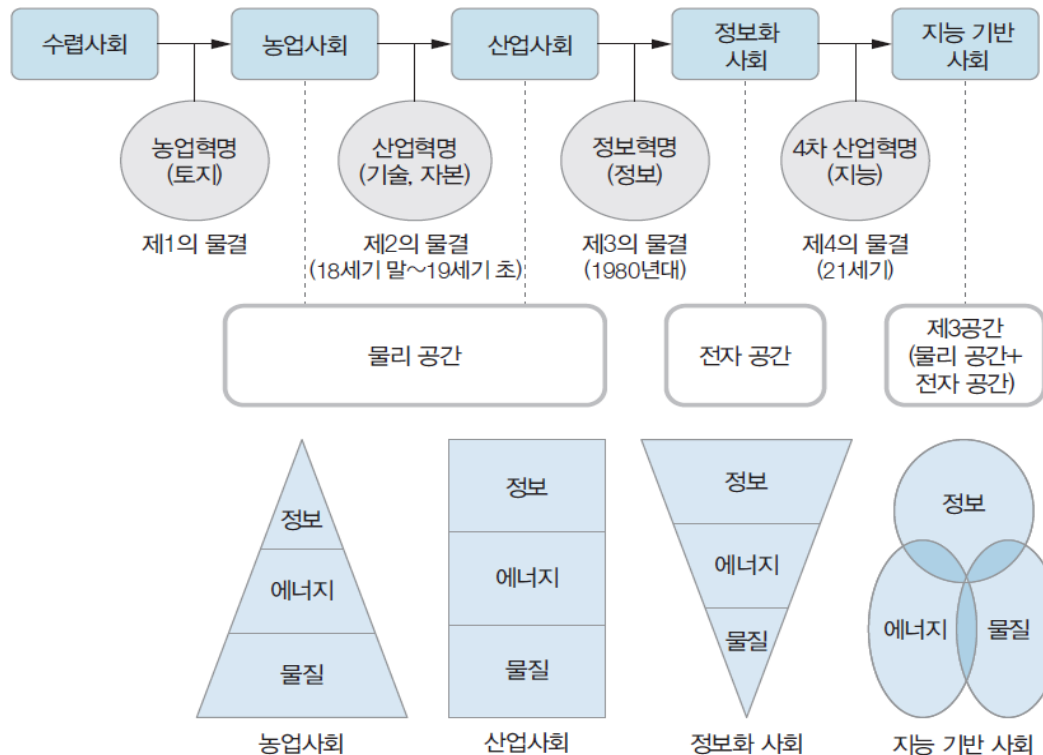 수렵사회
농업사회
산업사회
정보화
사회
지능 기반
사회
농업혁명
(토지)
산업혁명
(기술, 자본)
정보혁명
(정보)
4차 산업혁명
(지능)
제1의 물결
제2의 물결
(18세기 말~19세기 초)
제3의 물결
(1980년대)
제4의 물결
(21세기)
물리 공간
전자 공간
제3공간
(물리 공간+
전자 공간)
정보
에너지
물질
농업사회
정보
에너지
물질
산업사회
정보
에너지
물질
정보화 사회
정보
에너지
물질
지능 기반 사회